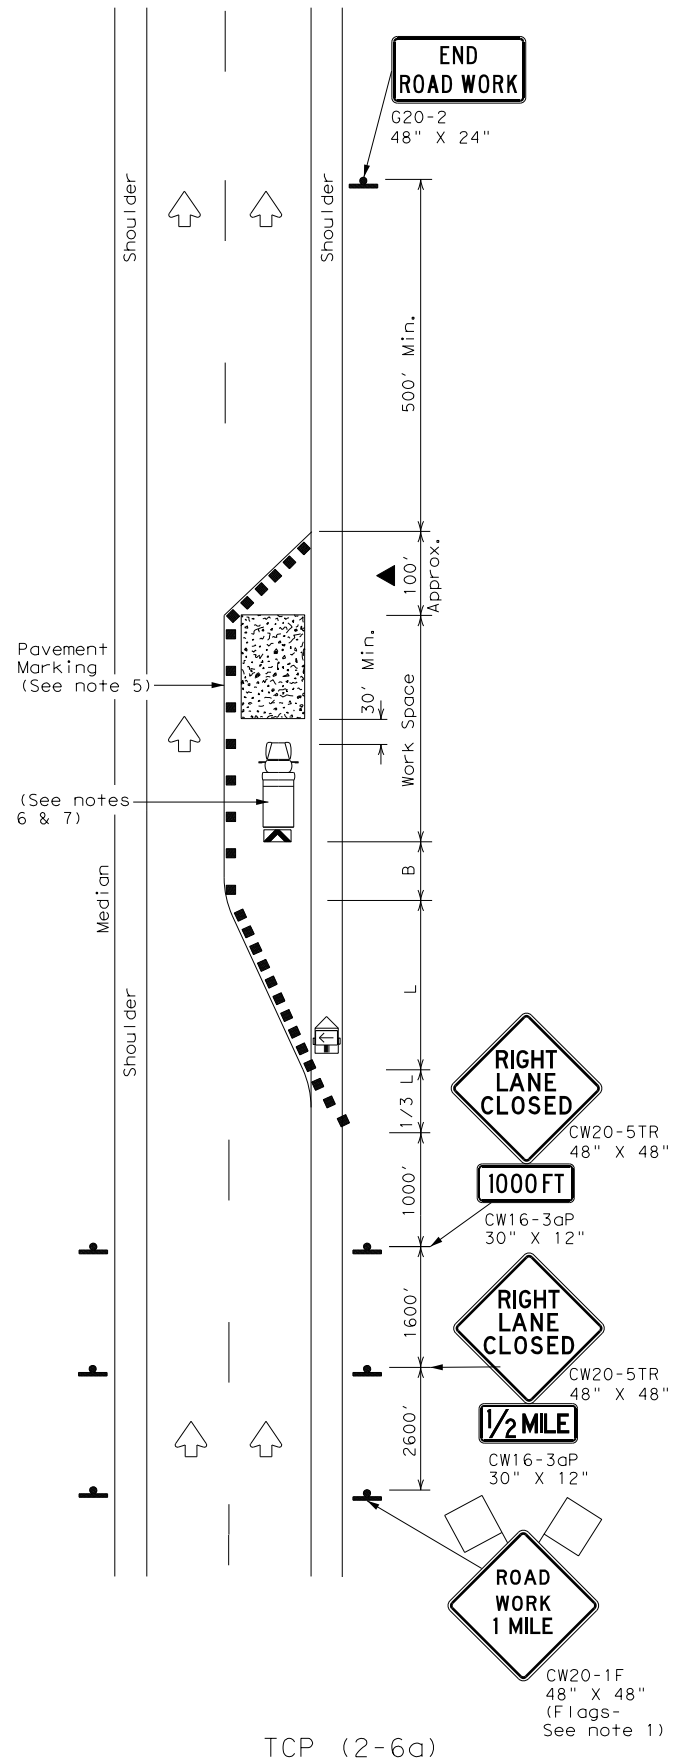 END
ROAD WORK
G20-2
48" X 24"
Shoulder
Shoulder
500' Min.
100'
Approx.
Pavement
Marking
(See note 5)
30' Min.
Work Space
(See notes
6 & 7)
B
Median
L
Shoulder
1/3 L
RIGHT
LANE
CLOSED
CW20-5TR
48" X 48"
1000 FT
CW16-3aP
30" X 12"
1000'
RIGHT
LANE
CLOSED
CW20-5TR
48" X 48"
1600'
1/2 MILE
CW16-3aP
30" X 12"
2600'
ROAD
WORK
1 MILE
CW20-1F
48" X 48"
(Flags-
See note 1)
TCP (2-6a)